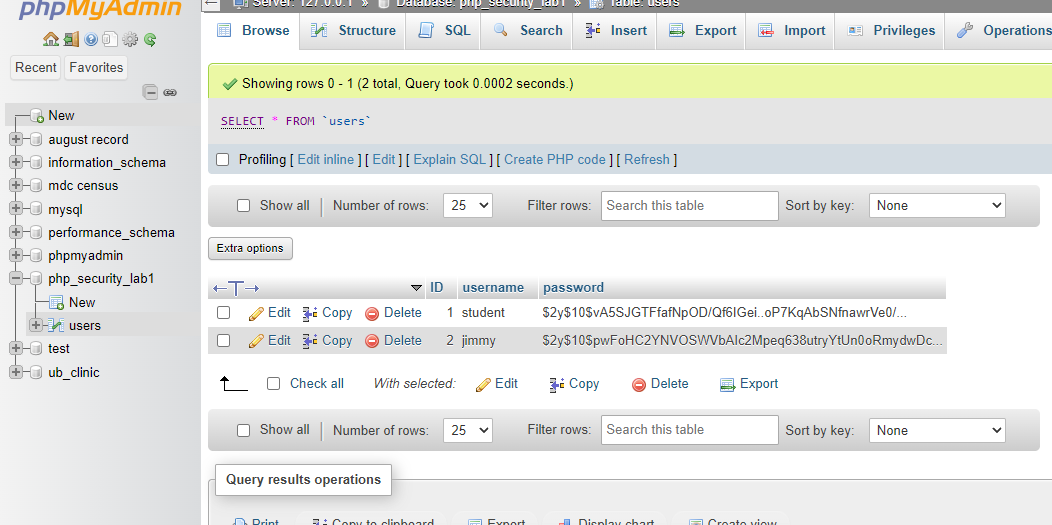 phpMyAdmin
Server: 127.0.0.1 » Database: php_security_lab1 » Table: users
Browse Structure SQL Search Insert Export Import Privileges Operations
Recent Favorites
New
august record
information_schema
mdc census
mysql
performance_schema
phpmyadmin
php_security_lab1
New
users
test
ub_clinic
Showing rows 0 - 1 (2 total, Query took 0.0002 seconds.)
SELECT * FROM `users`
Profiling [ Edit inline ] [ Edit ] [ Explain SQL ] [ Create PHP code ] [ Refresh ]
Show all Number of rows: 25 Filter rows: Search this table Sort by key: None
Extra options
ID username password
Edit Copy Delete 1 student $2y$10$vA5SJGTFfafNpOD/Qf6IGei..oP7KqAbSNfnawrVe0/...
Edit Copy Delete 2 jimmy $2y$10$pwFoHC2YNVOSWVbAIc2Mpeq638utryYtUn0oRmydwDc...
Check all With selected: Edit Copy Delete Export
Show all Number of rows: 25 Filter rows: Search this table Sort by key: None
Query results operations
Print Copy to clipboard Export Display chart Create view